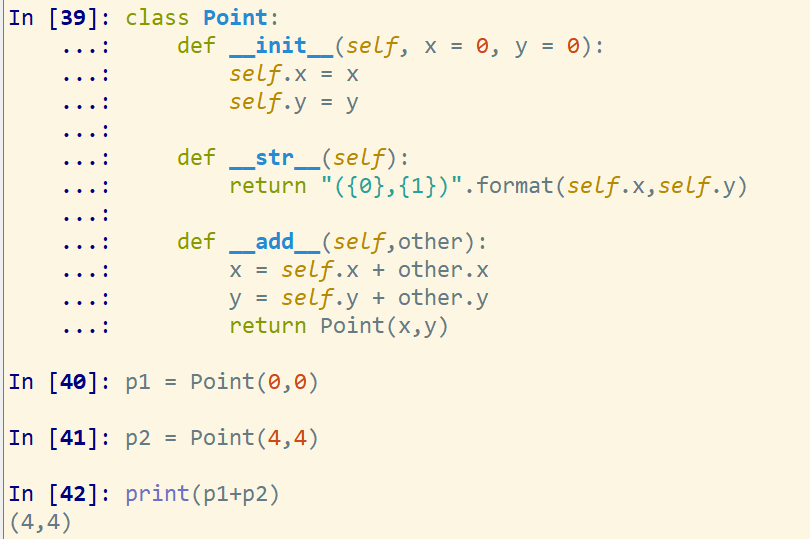 In [39]: class Point:
    ...:     def __init__(self, x = 0, y = 0):
    ...:         self.x = x
    ...:         self.y = y
    ...:
    ...:     def __str__(self):
    ...:         return "({0},{1})".format(self.x,self.y)
    ...:
    ...:     def __add__(self,other):
    ...:         x = self.x + other.x
    ...:         y = self.y + other.y
    ...:         return Point(x,y)
In [40]: p1 = Point(0,0)
In [41]: p2 = Point(4,4)
In [42]: print(p1+p2)
(4,4)